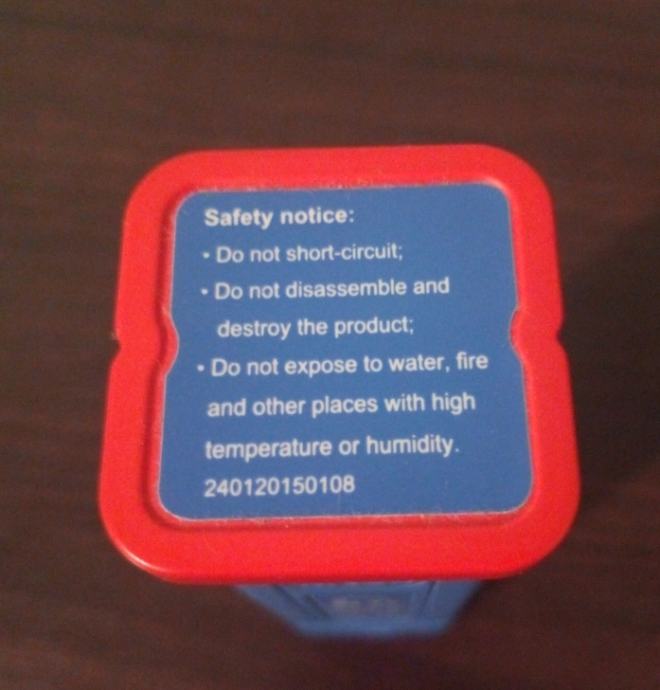 Safety notice:
• Do not short-circuit;
• Do not disassemble and
destroy the product;
• Do not expose to water, fire
and other places with high
temperature or humidity.
240120150108